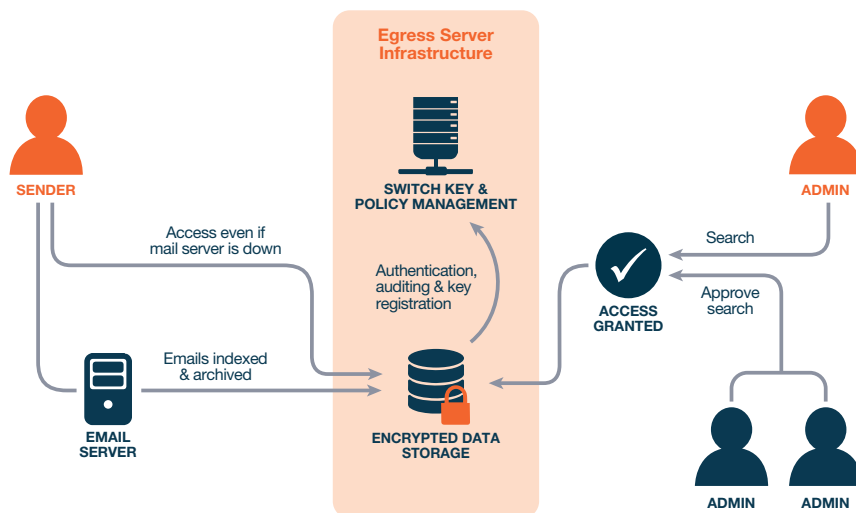 Egress Server
Infrastructure
SENDER
SWITCH KEY &
POLICY MANAGEMENT
ADMIN
Access even if
mail server is down
Search
Authentication,
auditing & key
registration
Approve
search
ACCESS
GRANTED
Emails indexed
& archived
EMAIL
SERVER
ENCRYPTED DATA
STORAGE
ADMIN
ADMIN